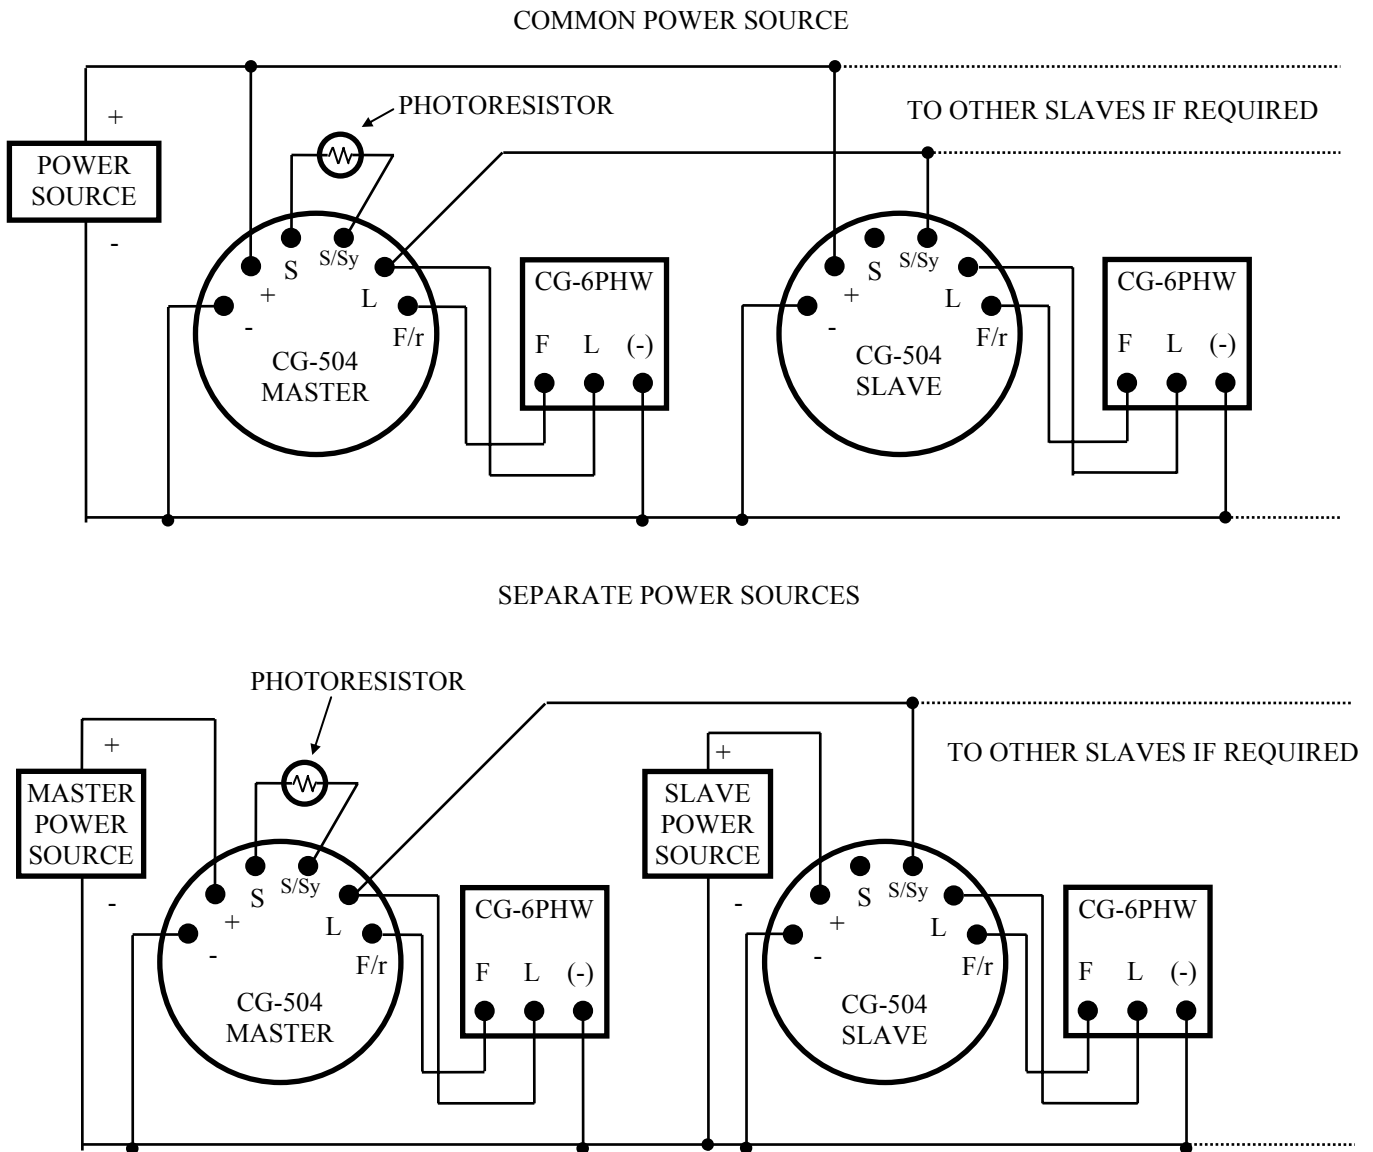 COMMON POWER SOURCE
+
PHOTORESISTOR
TO OTHER SLAVES IF REQUIRED
POWER
SOURCE
-
S
S/Sy
+
L
-
F/r
CG-504
MASTER
CG-6PHW
F L (-)
S
S/Sy
+
L
-
F/r
CG-504
SLAVE
CG-6PHW
F L (-)
SEPARATE POWER SOURCES
PHOTORESISTOR
+
MASTER
POWER
SOURCE
-
S
S/Sy
+
L
-
F/r
CG-504
MASTER
CG-6PHW
F L (-)
+
TO OTHER SLAVES IF REQUIRED
SLAVE
POWER
SOURCE
-
S
S/Sy
+
L
-
F/r
CG-504
SLAVE
CG-6PHW
F L (-)